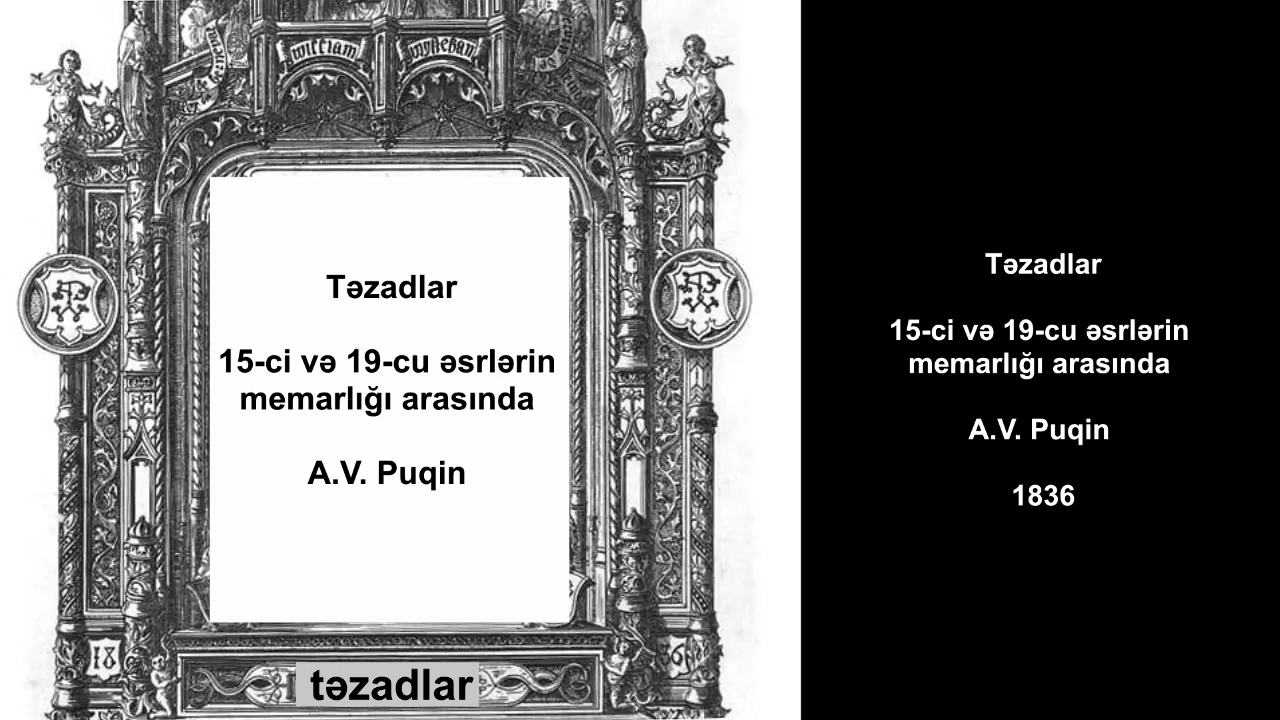 william wykeham
Təzadlar
15-ci və 19-cu əsrlərin
memarlığı arasında
A.V. Puqin
18 36
təzadlar
Təzadlar
15-ci və 19-cu əsrlərin
memarlığı arasında
A.V. Puqin
1836